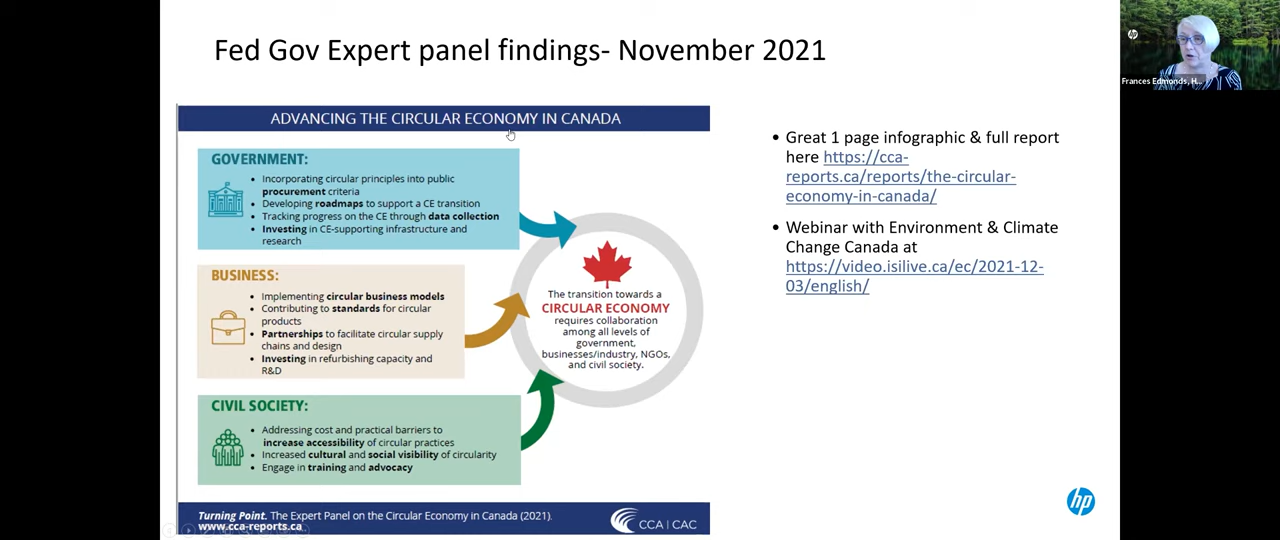 Fed Gov Expert panel findings- November 2021
hp
Frances Edmonds, H...
ADVANCING THE CIRCULAR ECONOMY IN CANADA
GOVERNMENT:
• Incorporating circular principles into public
procurement criteria
• Developing roadmaps to support a CE transition
• Tracking progress on the CE through data collection
• Investing in CE-supporting infrastructure and
research
BUSINESS:
• Implementing circular business models
• Contributing to standards for circular
products
• Partnerships to facilitate circular supply
chains and design
• Investing in refurbishing capacity and
R&D
CIVIL SOCIETY:
• Addressing cost and practical barriers to
increase accessibility of circular practices
• Increased cultural and social visibility of circularity
• Engage in training and advocacy
The transition towards a
CIRCULAR ECONOMY
requires collaboration
among all levels of
government,
businesses/industry, NGOs,
and civil society.
Turning Point. The Expert Panel on the Circular Economy in Canada (2021).
www.cca-reports.ca
CCA | CAC
• Great 1 page infographic & full report
here https://cca-
reports.ca/reports/the-circular-
economy-in-canada/
• Webinar with Environment & Climate
Change Canada at
https://video.isilive.ca/ec/2021-12-
03/english/
hp